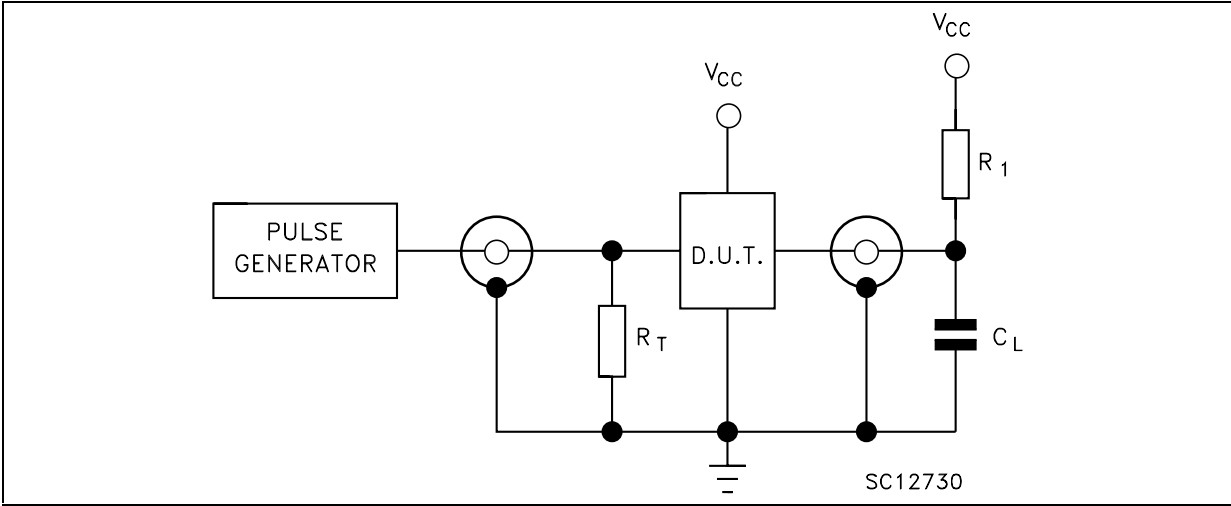 VCC
VCC
R1
PULSE
GENERATOR
D.U.T.
RT
CL
SC12730